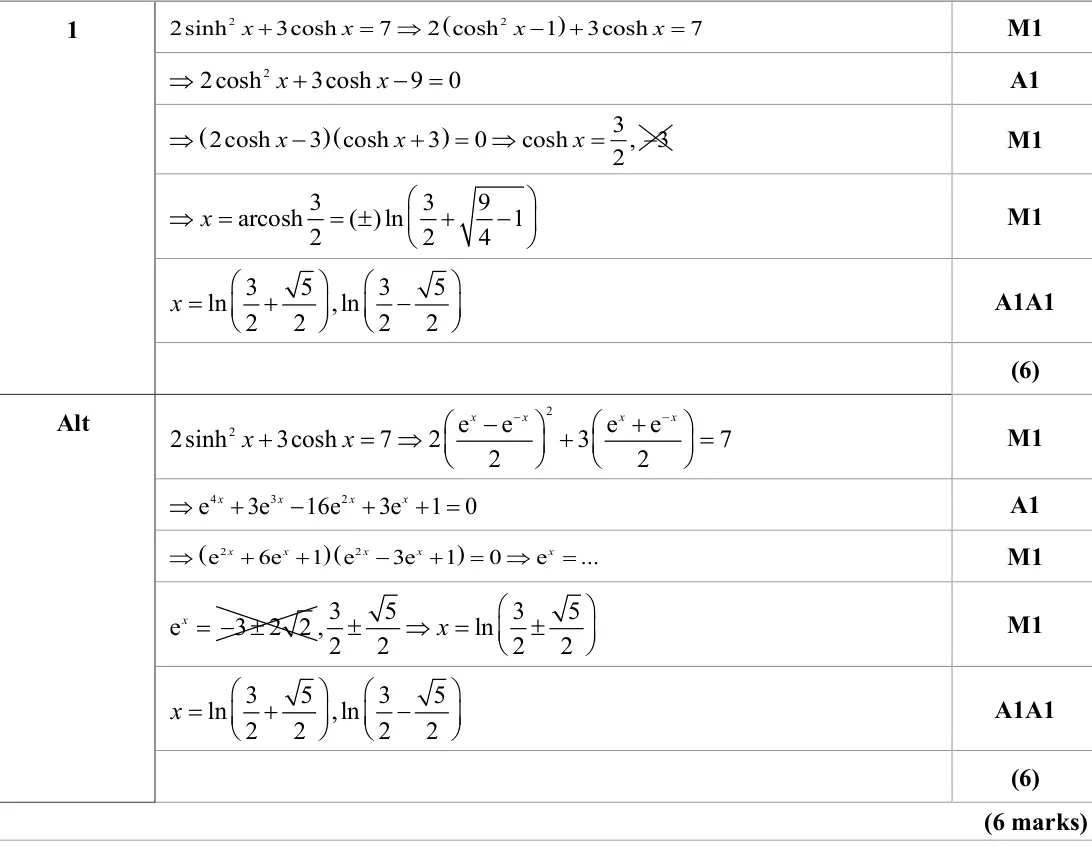 1 2sinh² x + 3cosh x = 7 ⇒ 2(cosh² x − 1) + 3cosh x = 7 M1
⇒ 2cosh² x + 3cosh x − 9 = 0 A1
⇒ (2cosh x − 3)(cosh x + 3) = 0 ⇒ cosh x = 3/2, −3 M1
⇒ x = arcosh 3/2 = (±) ln(3/2 + √(9/4 − 1)) M1
x = ln(3/2 + √5/2), ln(3/2 − √5/2) A1A1
(6)
Alt 2sinh² x + 3cosh x = 7 ⇒ 2((eˣ − e⁻ˣ)/2)² + 3((eˣ + e⁻ˣ)/2) = 7 M1
⇒ e⁴ˣ + 3e³ˣ − 16e²ˣ + 3eˣ + 1 = 0 A1
⇒ (e²ˣ + 6eˣ + 1)(e²ˣ − 3eˣ + 1) = 0 ⇒ eˣ = ... M1
eˣ = −3 ± 2√2, 3/2 ± √5/2 ⇒ x = ln(3/2 ± √5/2) M1
x = ln(3/2 + √5/2), ln(3/2 − √5/2) A1A1
(6)
(6 marks)